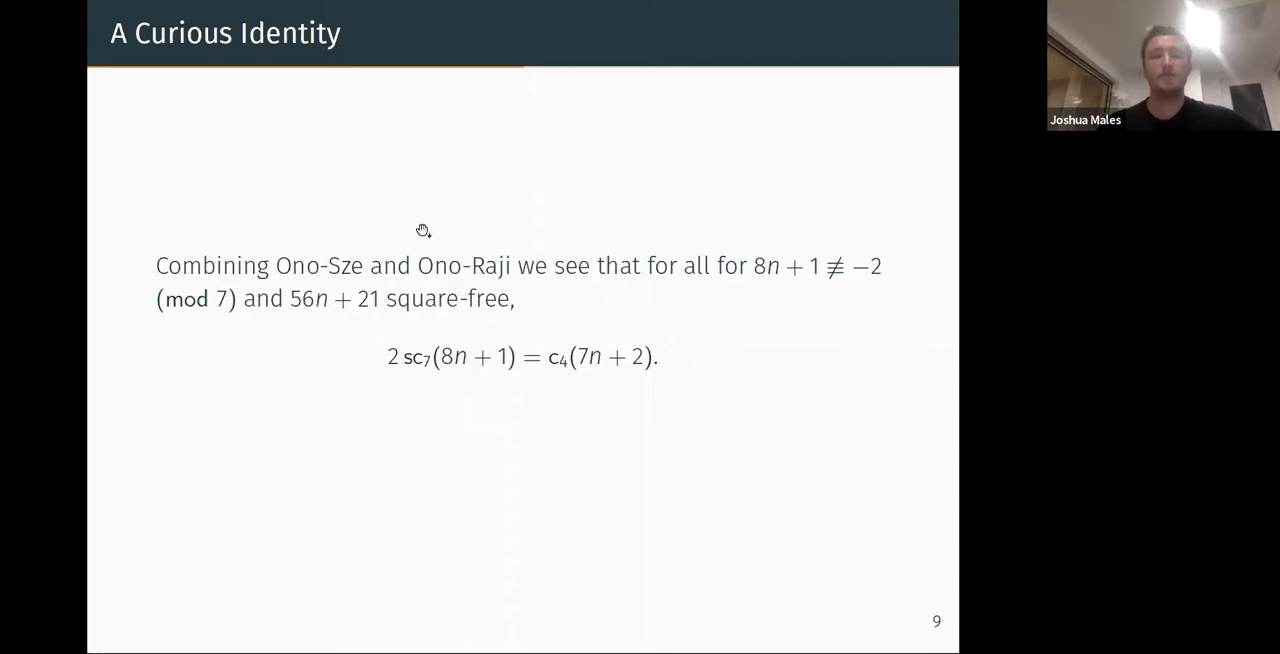 A Curious Identity
Joshua Males
Combining Ono-Sze and Ono-Raji we see that for all for 8n + 1 ≢ −2
(mod 7) and 56n + 21 square-free,
2 sc₇(8n + 1) = c₄(7n + 2).
9